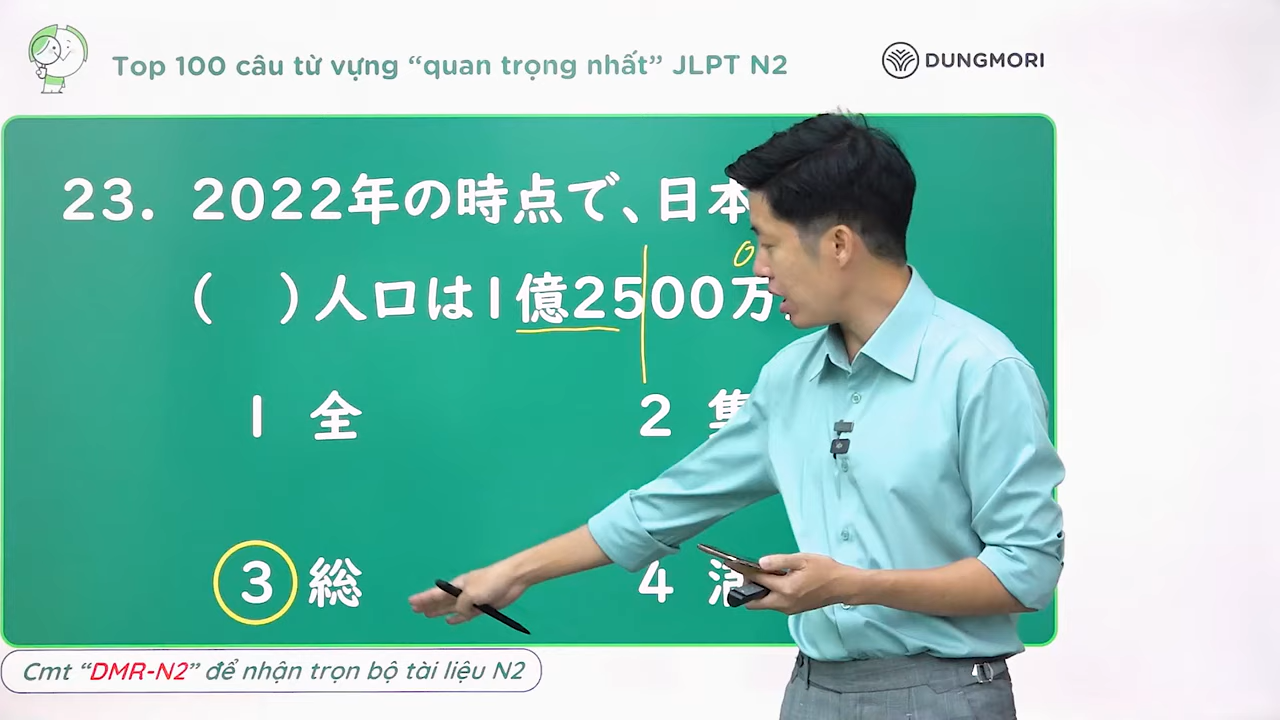 Top 100 câu từ vựng “quan trọng nhất” JLPT N2
DUNGMORI
23. 2022年の時点で、日本
( )人口は1億2500万
1 全
2
3 総
4
Cmt “DMR-N2” để nhận trọn bộ tài liệu N2